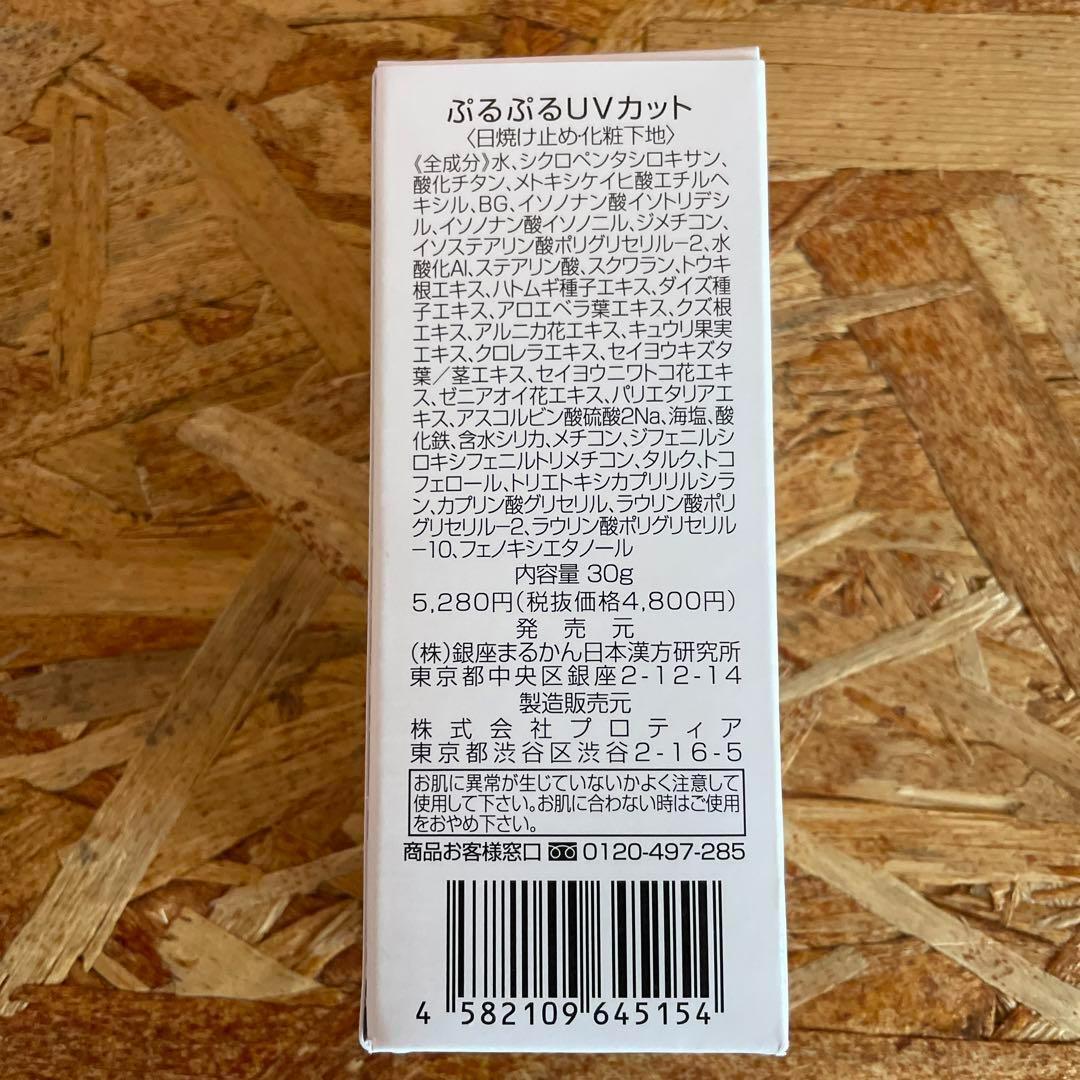 ぷるぷるUVカット
〈日焼け止め・化粧下地〉
《全成分》水、シクロペンタシロキサン、
酸化チタン、メトキシケイヒ酸エチルヘ
キシル、BG、イソノナン酸イソトリデシ
ル、イソノナン酸イソノニル、ジメチコン、
イソステアリン酸ポリグリセリル−2、水
酸化Al、ステアリン酸、スクワラン、トウキ
根エキス、ハトムギ種子エキス、ダイズ種
子エキス、アロエベラ葉エキス、クズ根
エキス、アルニカ花エキス、キュウリ果実
エキス、クロレラエキス、セイヨウキズタ
葉／茎エキス、セイヨウニワトコ花エキ
ス、ゼニアオイ花エキス、パリエタリアエ
キス、アスコルビン酸硫酸2Na、海塩、酸
化鉄、含水シリカ、メチコン、ジフェニルシ
ロキシフェニルトリメチコン、タルク、トコ
フェロール、トリエトキシカプリリルシラ
ン、カプリン酸グリセリル、ラウリン酸ポリ
グリセリル−2、ラウリン酸ポリグリセリル
−10、フェノキシエタノール
内容量 30g
5,280円(税抜価格4,800円)
発売元
(株)銀座まるかん日本漢方研究所
東京都中央区銀座2-12-14
製造販売元
株式会社プロティア
東京都渋谷区渋谷2-16-5
お肌に異常が生じていないかよく注意して
使用して下さい。お肌に合わない時はご使用
をおやめ下さい。
商品お客様窓口 0120-497-285
4 582109 645154